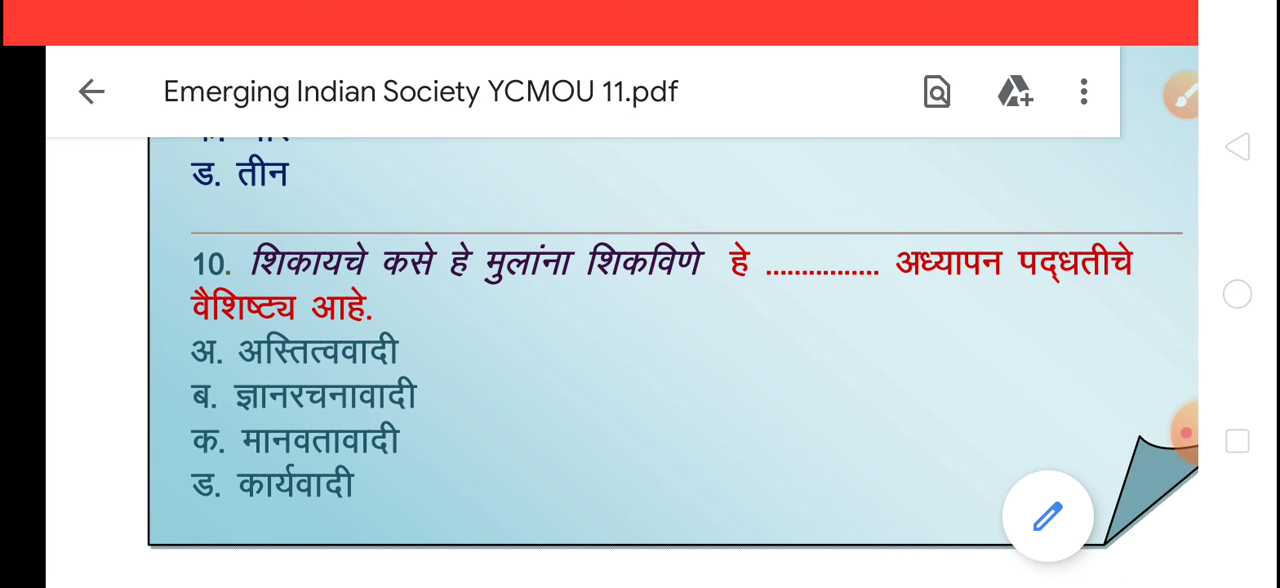 Emerging Indian Society YCMOU 11.pdf
ड. तीन
10. शिकायचे कसे हे मुलांना शिकविणे हे ................ अध्यापन पद्धतीचे
वैशिष्ट्य आहे.
अ. अस्तित्ववादी
ब. ज्ञानरचनावादी
क. मानवतावादी
ड. कार्यवादी